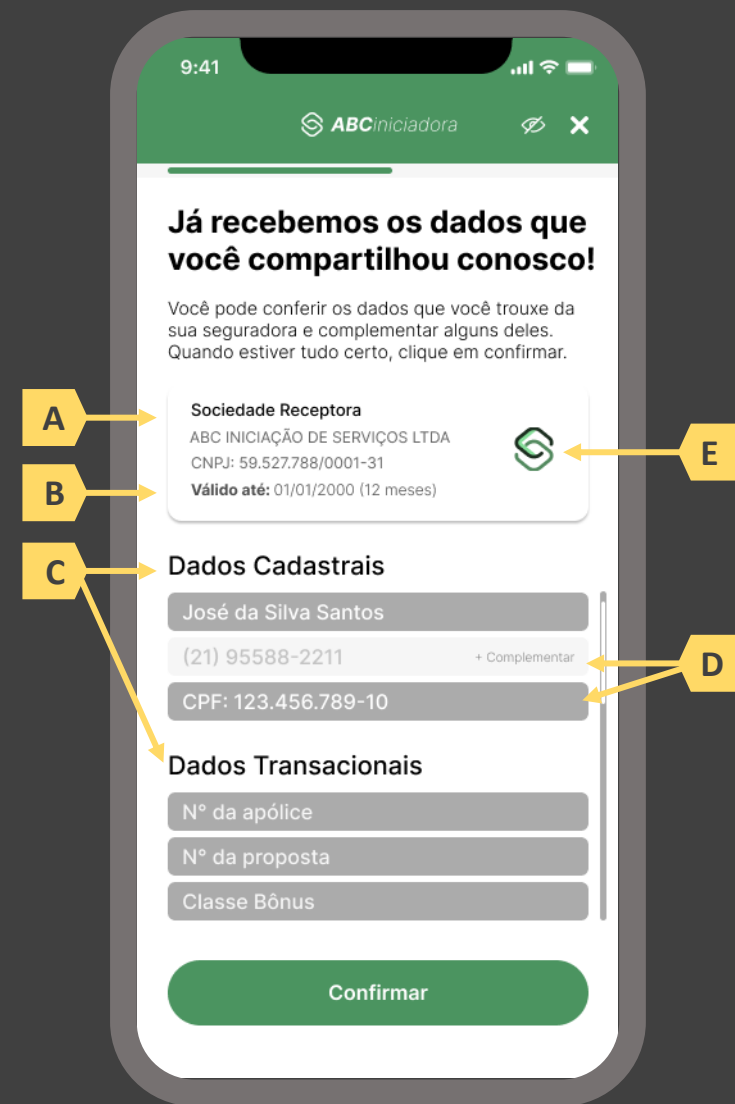 9:41
ABCiniciadora
Já recebemos os dados que
você compartilhou conosco!
Você pode conferir os dados que você trouxe da
sua seguradora e complementar alguns deles.
Quando estiver tudo certo, clique em confirmar.
A
Sociedade Receptora
ABC INICIAÇÃO DE SERVIÇOS LTDA
E
CNPJ: 59.527.788/0001-31
B
Válido até: 01/01/2000 (12 meses)
C
Dados Cadastrais
José da Silva Santos
(21) 95588-2211 + Complementar
D
CPF: 123.456.789-10
Dados Transacionais
N° da apólice
N° da proposta
Classe Bônus
Confirmar